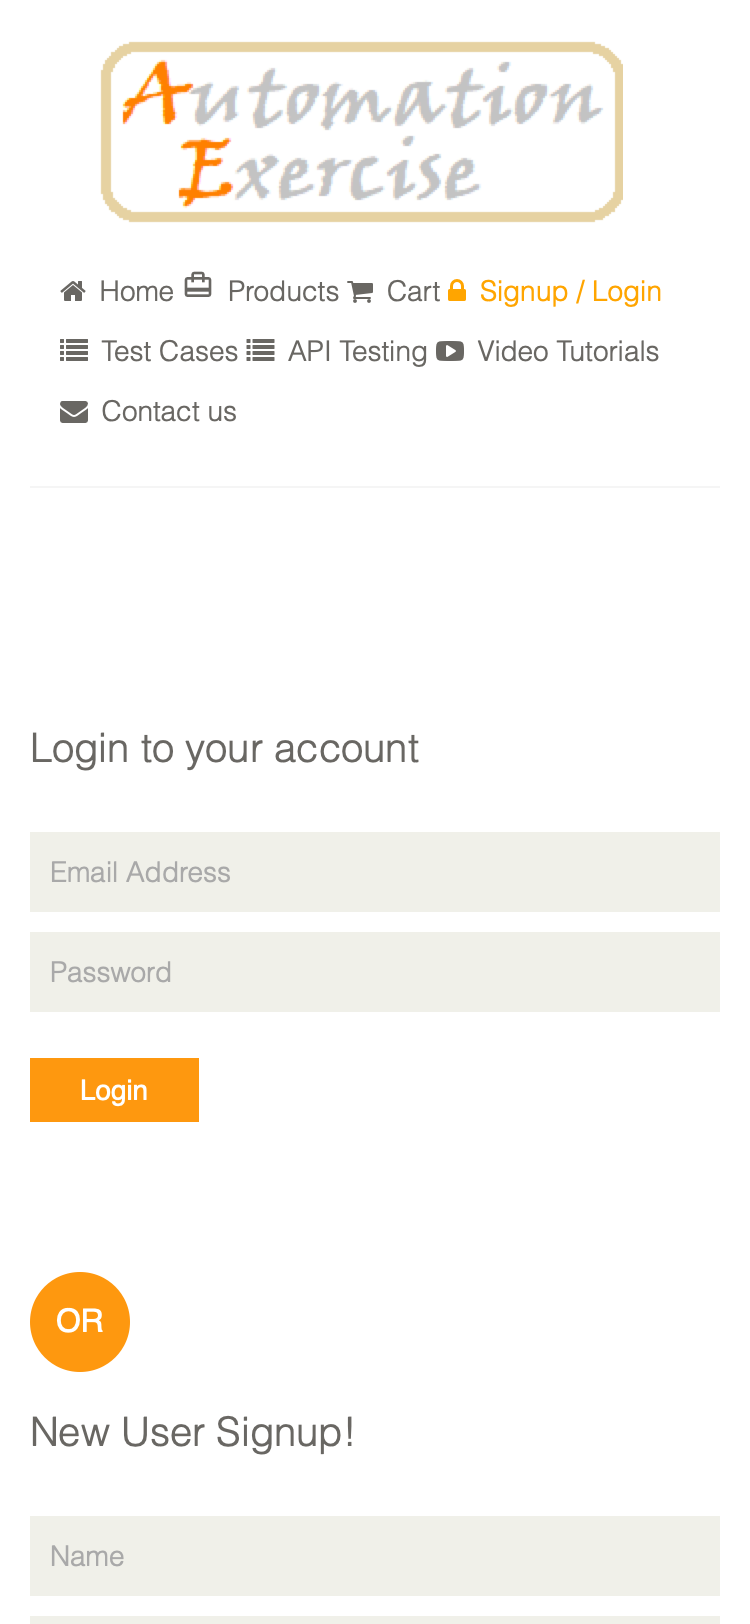 Automation
Exercise
Home Products Cart Signup / Login
Test Cases API Testing Video Tutorials
Contact us
Login to your account
Email Address
Password
Login
OR
New User Signup!
Name